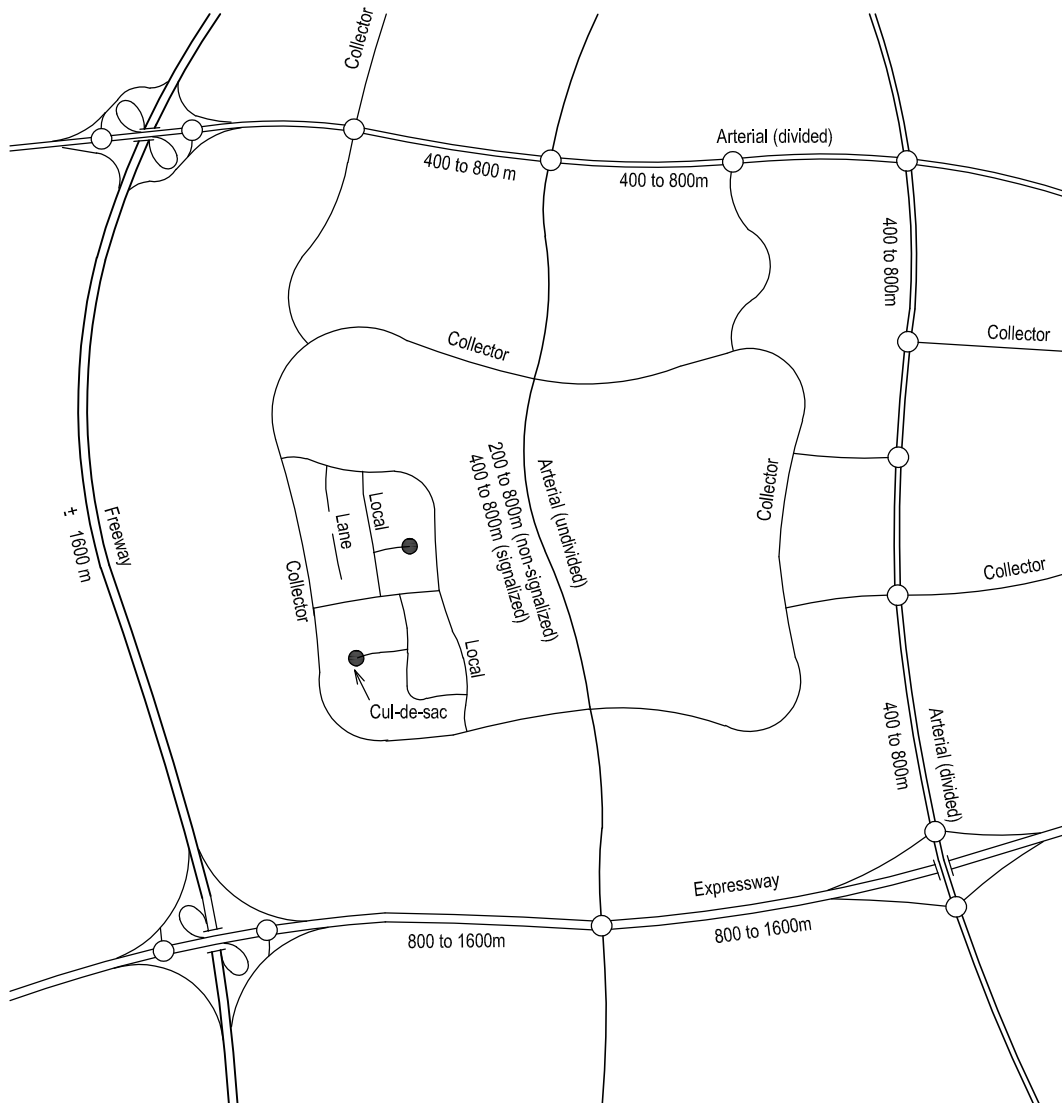 Collector
Arterial (divided)
400 to 800 m
400 to 800m
400 to 800m
Collector
Collector
200 to 800m (non-signalized)
400 to 800m (signalized)
Arterial (undivided)
Collector
Freeway
± 1600 m
Local
Lane
Collector
Collector
Local
Cul-de-sac
400 to 800m
Arterial (divided)
Expressway
800 to 1600m
800 to 1600m